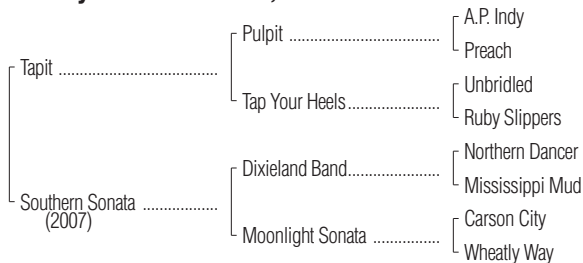 A.P. Indy
Pulpit
Preach
Tapit
Unbridled
Tap Your Heels
Ruby Slippers
Northern Dancer
Dixieland Band
Mississippi Mud
Southern Sonata
(2007)
Carson City
Moonlight Sonata
Wheatly Way